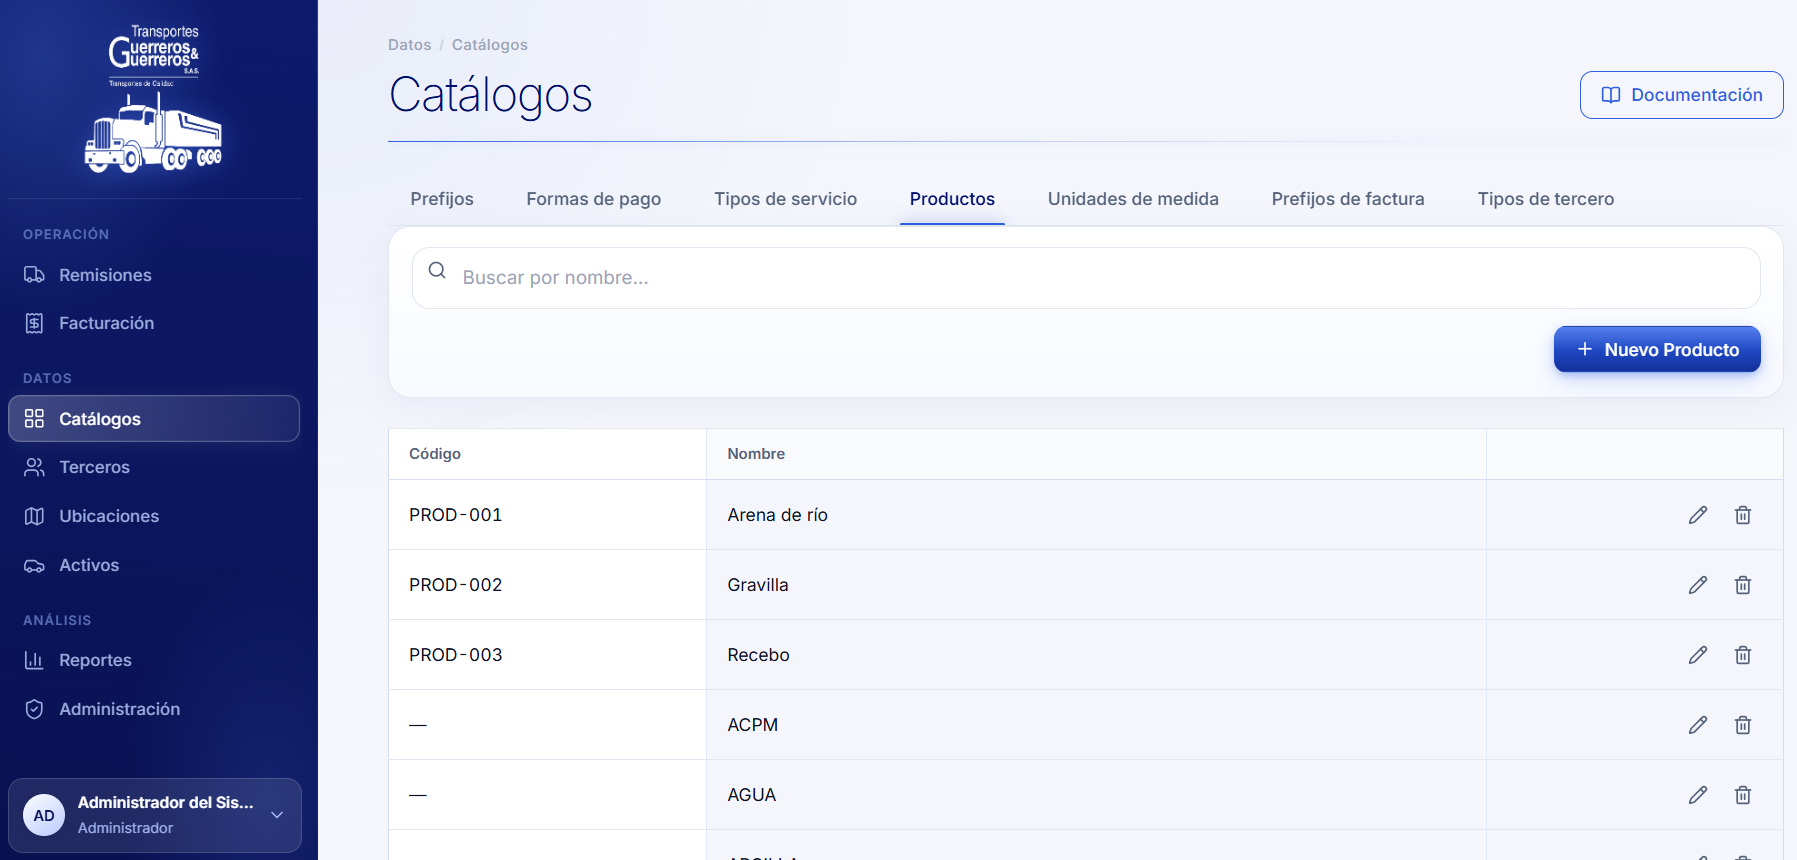 Transportes
Guerreros &
Guerreros
S.A.S.
Transportes de Calidad
OPERACIÓN
Remisiones
Facturación
DATOS
Catálogos
Terceros
Ubicaciones
Activos
ANÁLISIS
Reportes
Administración
AD
Administrador del Sis...
Administrador
Datos / Catálogos
Catálogos
Documentación
Prefijos
Formas de pago
Tipos de servicio
Productos
Unidades de medida
Prefijos de factura
Tipos de tercero
Buscar por nombre...
+ Nuevo Producto
Código Nombre
PROD-001 Arena de río
PROD-002 Gravilla
PROD-003 Recebo
— ACPM
— AGUA